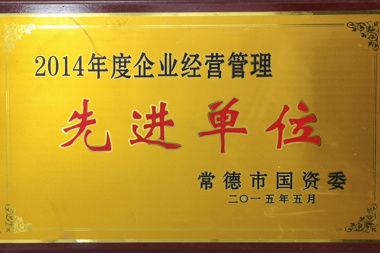 2014年度企业经营管理
先进单位
常德市国资委
二〇一五年五月